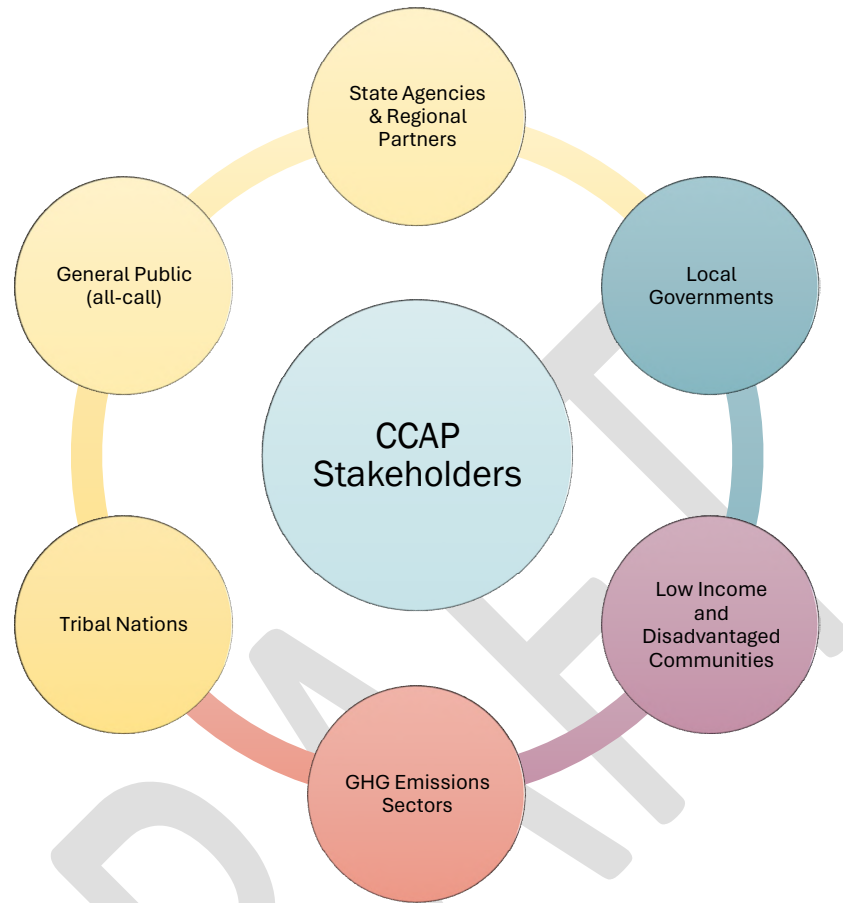 State Agencies
& Regional
Partners
General Public
(all-call)
Local
Governments
CCAP
Stakeholders
Tribal Nations
Low Income
and
Disadvantaged
Communities
GHG Emissions
Sectors
DRAFT